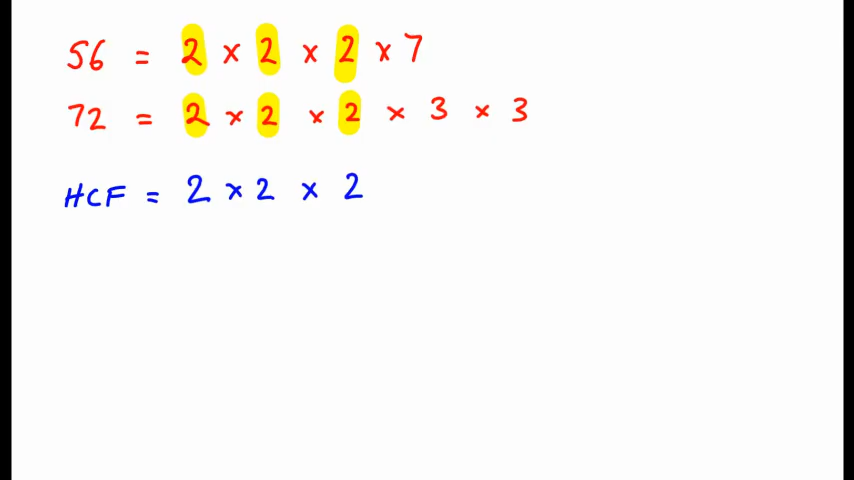 56 = 2 × 2 × 2 × 7
72 = 2 × 2 × 2 × 3 × 3
HCF = 2 × 2 × 2